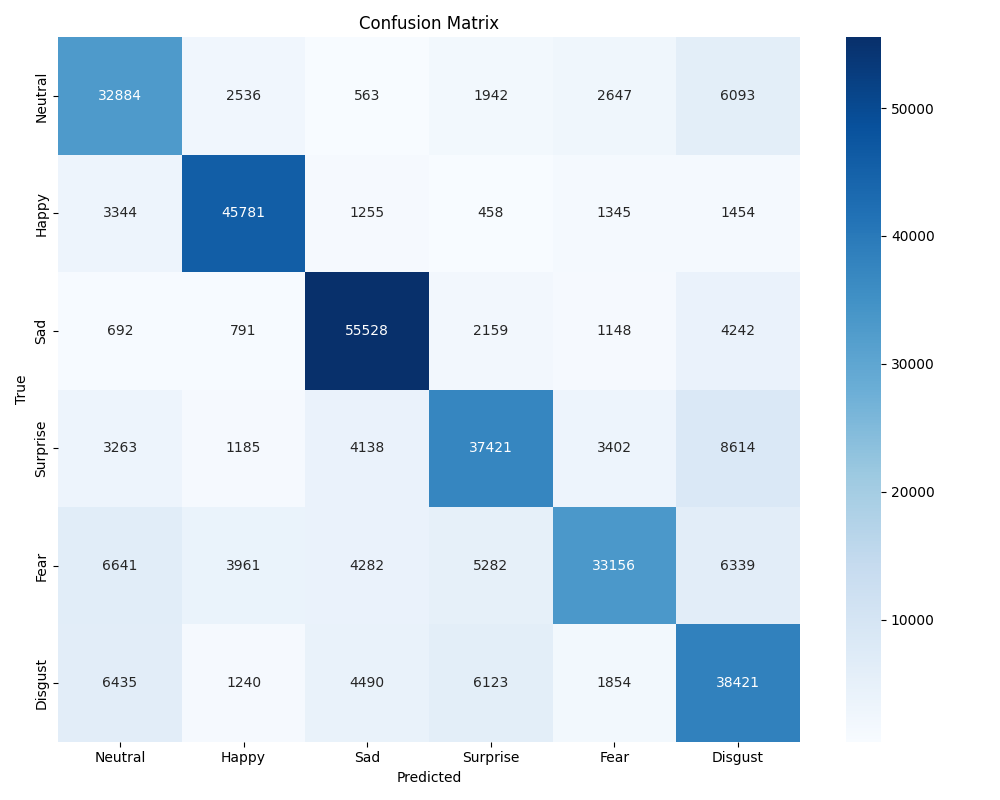 Confusion Matrix
Neutral 32884 2536 563 1942 2647 6093
Happy 3344 45781 1255 458 1345 1454
Sad 692 791 55528 2159 1148 4242
Surprise 3263 1185 4138 37421 3402 8614
Fear 6641 3961 4282 5282 33156 6339
Disgust 6435 1240 4490 6123 1854 38421
Neutral Happy Sad Surprise Fear Disgust
Predicted
True
50000
40000
30000
20000
10000